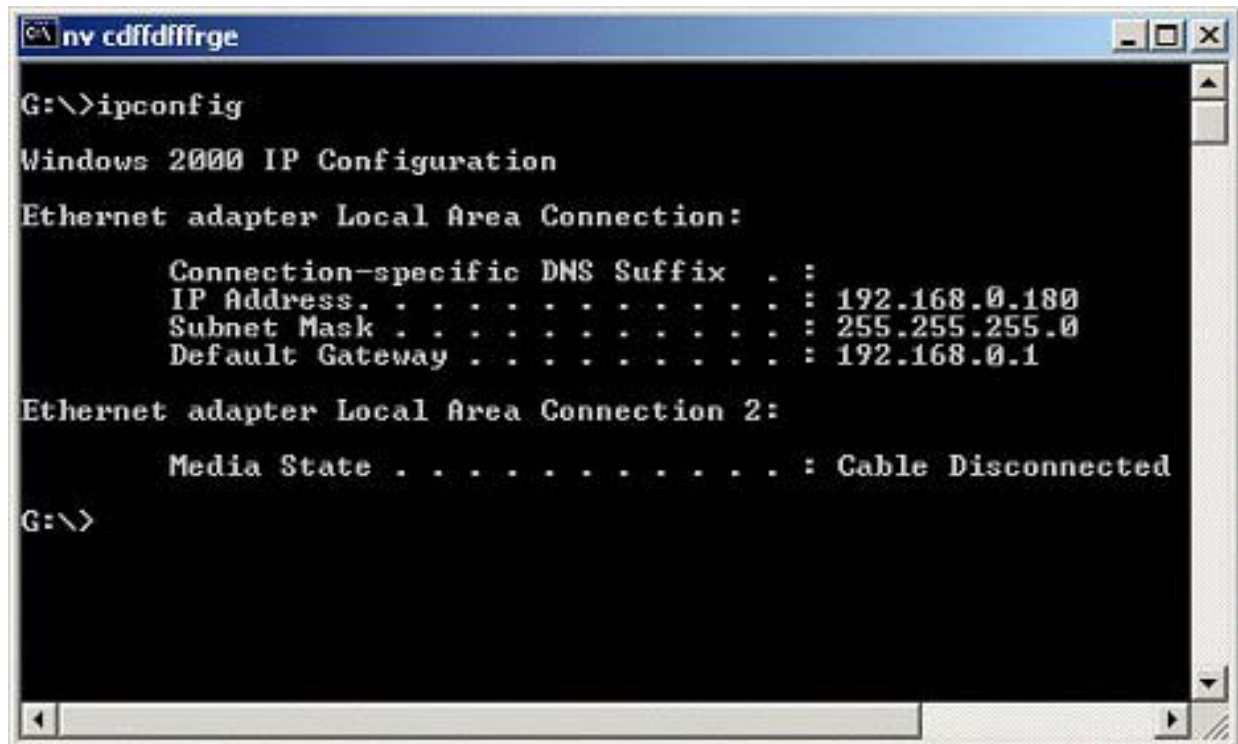 nv cdffdfffrge
G:\>ipconfig
Windows 2000 IP Configuration
Ethernet adapter Local Area Connection:
Connection-specific DNS Suffix . :
IP Address. . . . . . . . . . . . : 192.168.0.180
Subnet Mask . . . . . . . . . . . : 255.255.255.0
Default Gateway . . . . . . . . . : 192.168.0.1
Ethernet adapter Local Area Connection 2:
Media State . . . . . . . . . . . : Cable Disconnected
G:\>